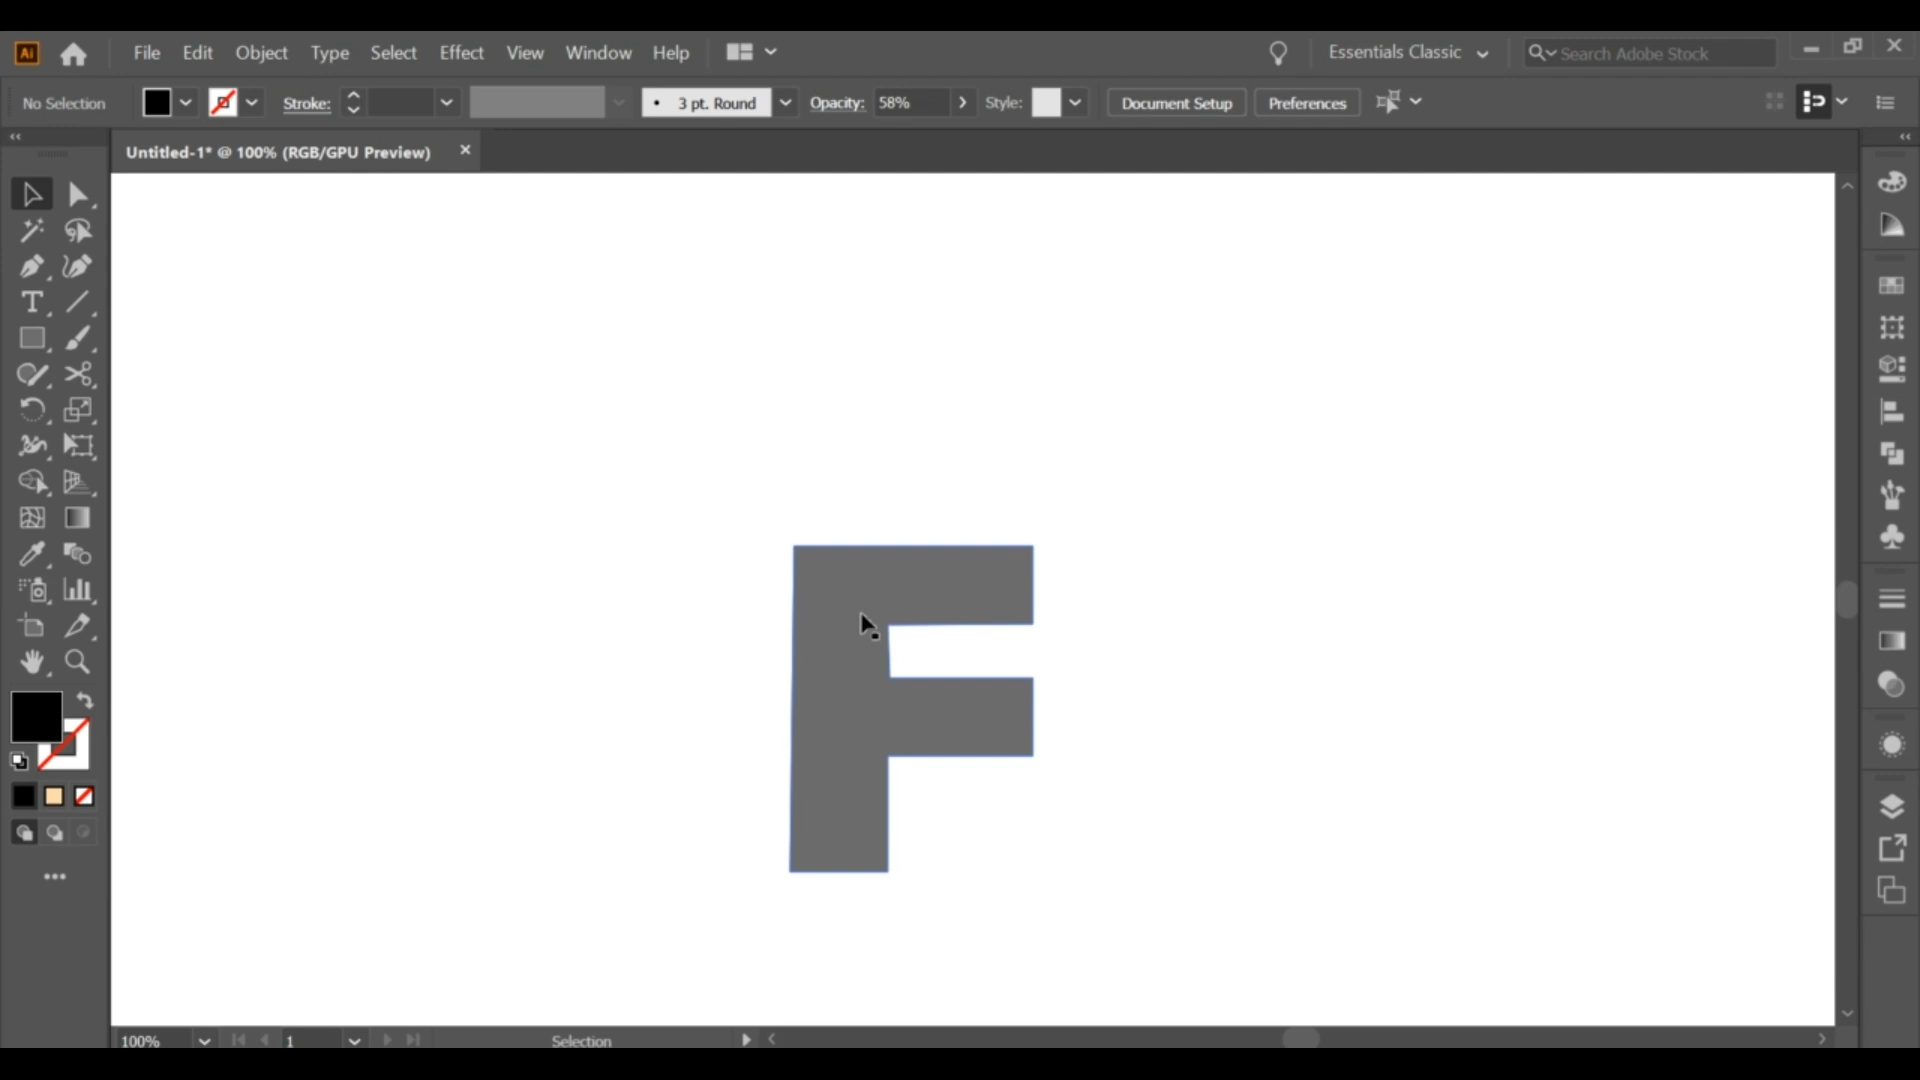 Ai File Edit Object Type Select Effect View Window Help Essentials Classic Search Adobe Stock
No Selection Stroke: 3 pt. Round Opacity: 58% Style: Document Setup Preferences
Untitled-1* @ 100% (RGB/GPU Preview)
F
100% 1 Selection